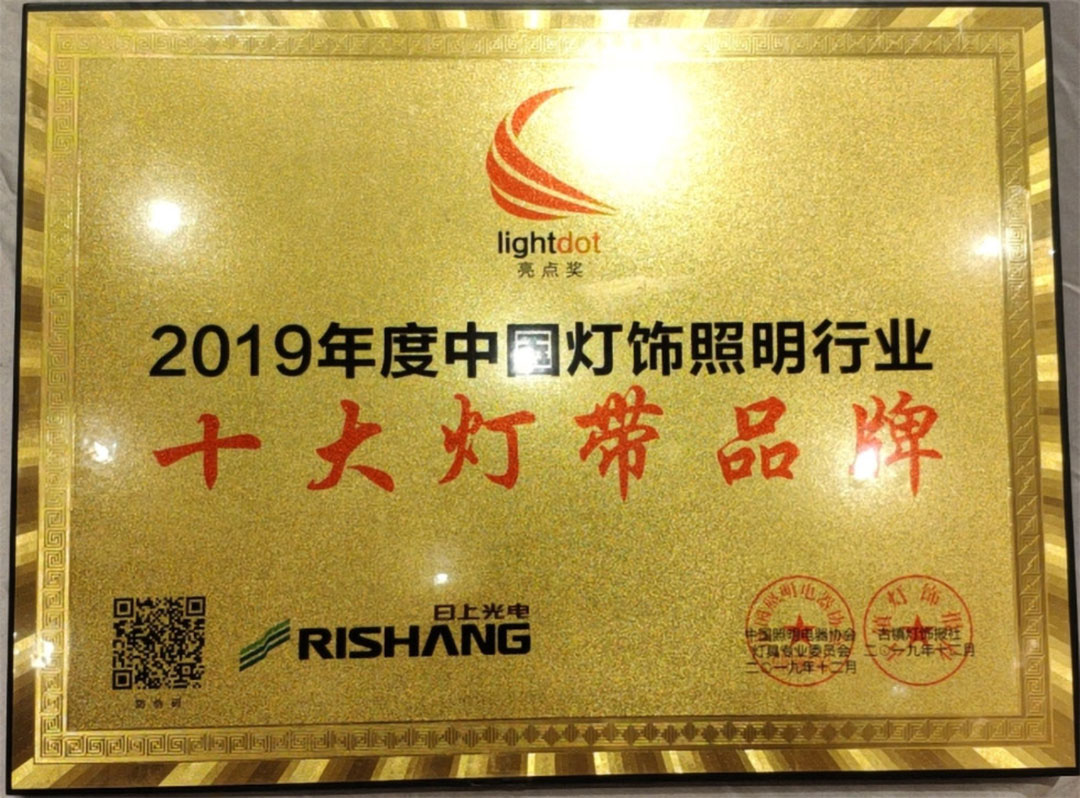 lightdot
亮点奖
2019年度中国灯饰照明行业
十大灯带品牌
日上光电
RISHANG
防伪码
中国照明电器协会
灯具专业委员会
二〇一九年十二月
古镇灯饰报社
二〇一九年十二月